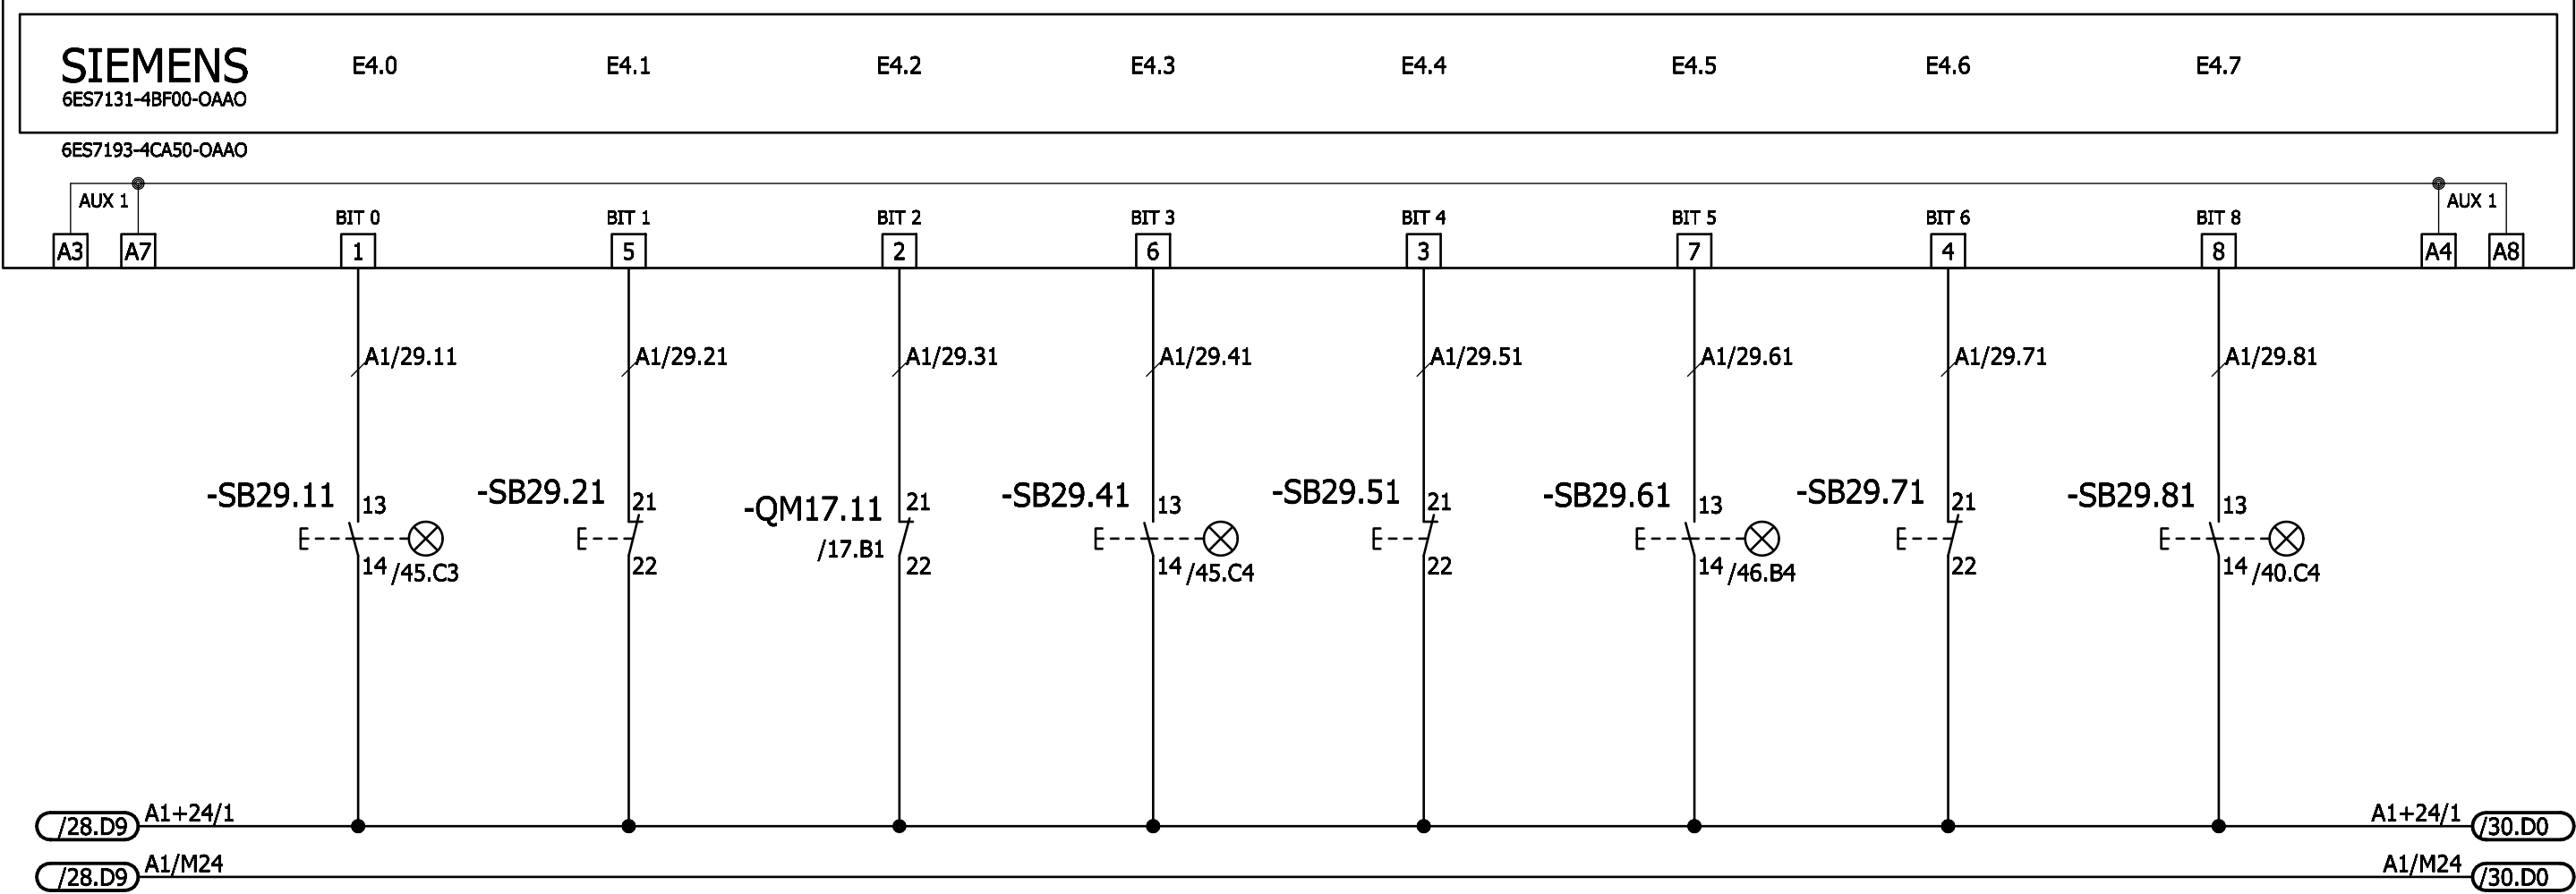 SIEMENS E4.0 E4.1 E4.2 E4.3 E4.4 E4.5 E4.6 E4.7
6ES7131-4BF00-OAAO
6ES7193-4CA50-OAAO
AUX 1 AUX 1
BIT 0 BIT 1 BIT 2 BIT 3 BIT 4 BIT 5 BIT 6 BIT 8
A3 A7 1 5 2 6 3 7 4 8 A4 A8
A1/29.11 A1/29.21 A1/29.31 A1/29.41 A1/29.51 A1/29.61 A1/29.71 A1/29.81
-SB29.11 13 -SB29.21 21 -QM17.11 21 -SB29.41 13 -SB29.51 21 -SB29.61 13 -SB29.71 21 -SB29.81 13
/17.B1
14 /45.C3 22 22 14 /45.C4 22 14 /46.B4 22 14 /40.C4
/28.D9 A1+24/1 A1+24/1 /30.D0
/28.D9 A1/M24 A1/M24 /30.D0